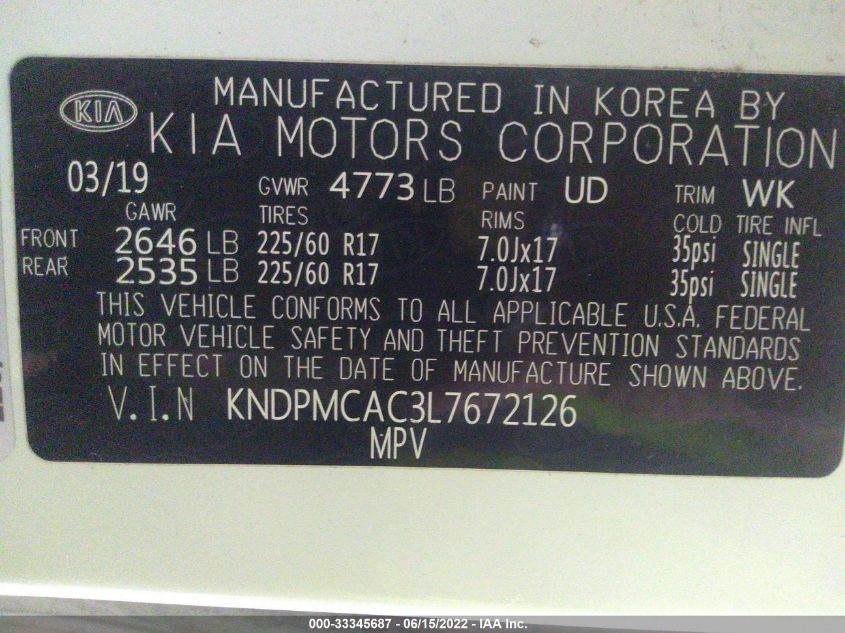 MANUFACTURED IN KOREA BY
KIA KIA MOTORS CORPORATION
03/19 GVWR 4773 LB PAINT UD TRIM WK
GAWR TIRES RIMS COLD TIRE INFL
FRONT 2646 LB 225/60 R17 7.0Jx17 35psi SINGLE
REAR 2535 LB 225/60 R17 7.0Jx17 35psi SINGLE
THIS VEHICLE CONFORMS TO ALL APPLICABLE U.S.A. FEDERAL
MOTOR VEHICLE SAFETY AND THEFT PREVENTION STANDARDS
IN EFFECT ON THE DATE OF MANUFACTURE SHOWN ABOVE.
V.I.N KNDPMCAC3L7672126
MPV
000-33345687 - 06/15/2022 - IAA Inc.